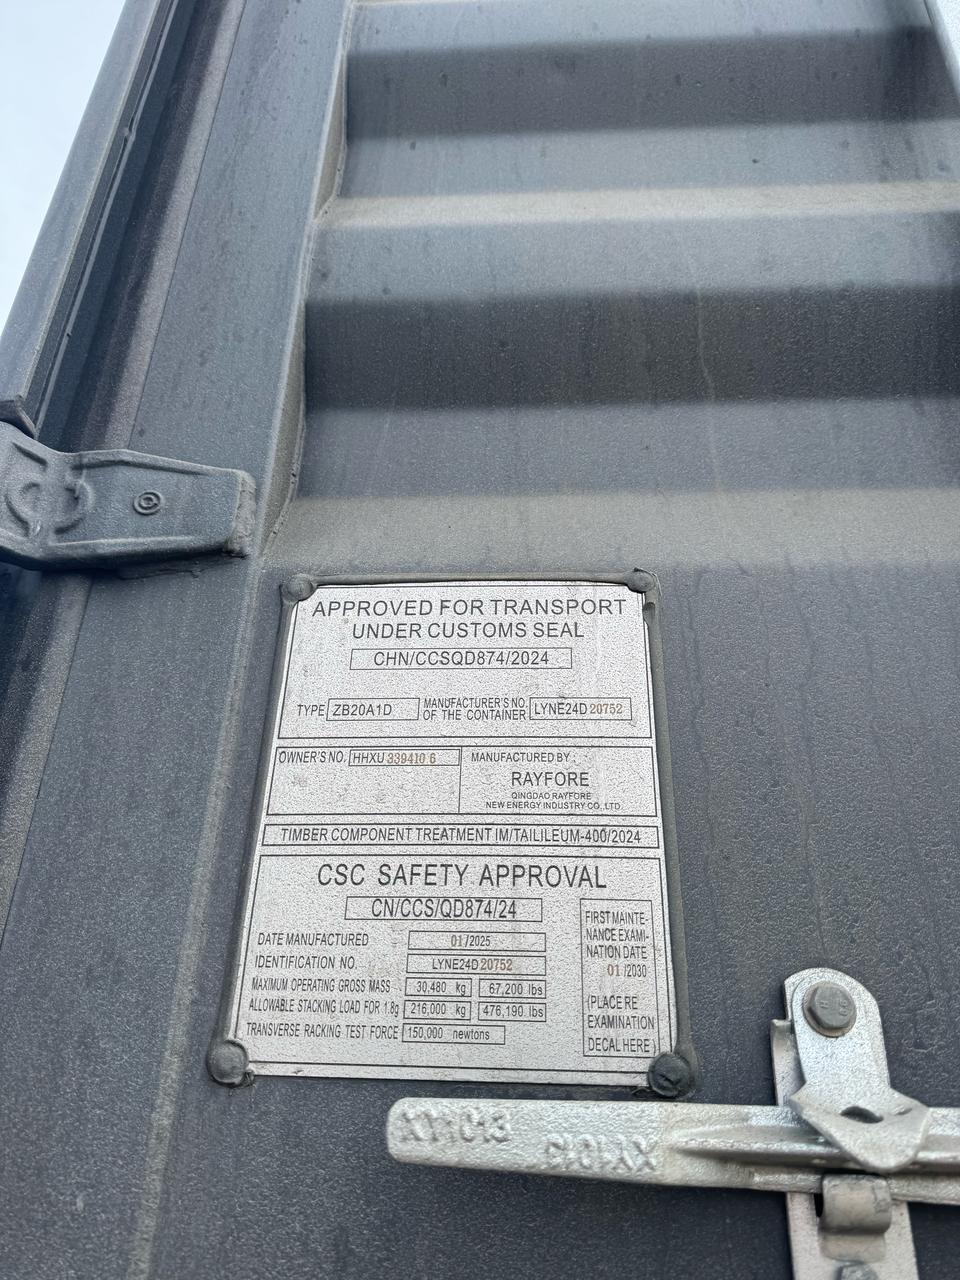 APPROVED FOR TRANSPORT
UNDER CUSTOMS SEAL
CHN/CCSQD874/2024
TYPE ZB20A1D MANUFACTURER'S NO. OF THE CONTAINER LYNE24D20752
OWNER'S NO. HHXU 339410 6
MANUFACTURED BY:
RAYFORE
QINGDAO RAYFORE
NEW ENERGY INDUSTRY CO.,LTD
TIMBER COMPONENT TREATMENT IM/TAILILEUM-400/2024
CSC SAFETY APPROVAL
CN/CCS/QD874/24
DATE MANUFACTURED 01/2025
IDENTIFICATION NO. LYNE24D20752
MAXIMUM OPERATING GROSS MASS 30,480 kg 67,200 lbs
ALLOWABLE STACKING LOAD FOR 1.8g 216,000 kg 476,190 lbs
TRANSVERSE RACKING TEST FORCE 150,000 newtons
FIRST MAINTE-
NANCE EXAMI-
NATION DATE
01/2030
(PLACE RE
EXAMINATION
DECAL HERE)